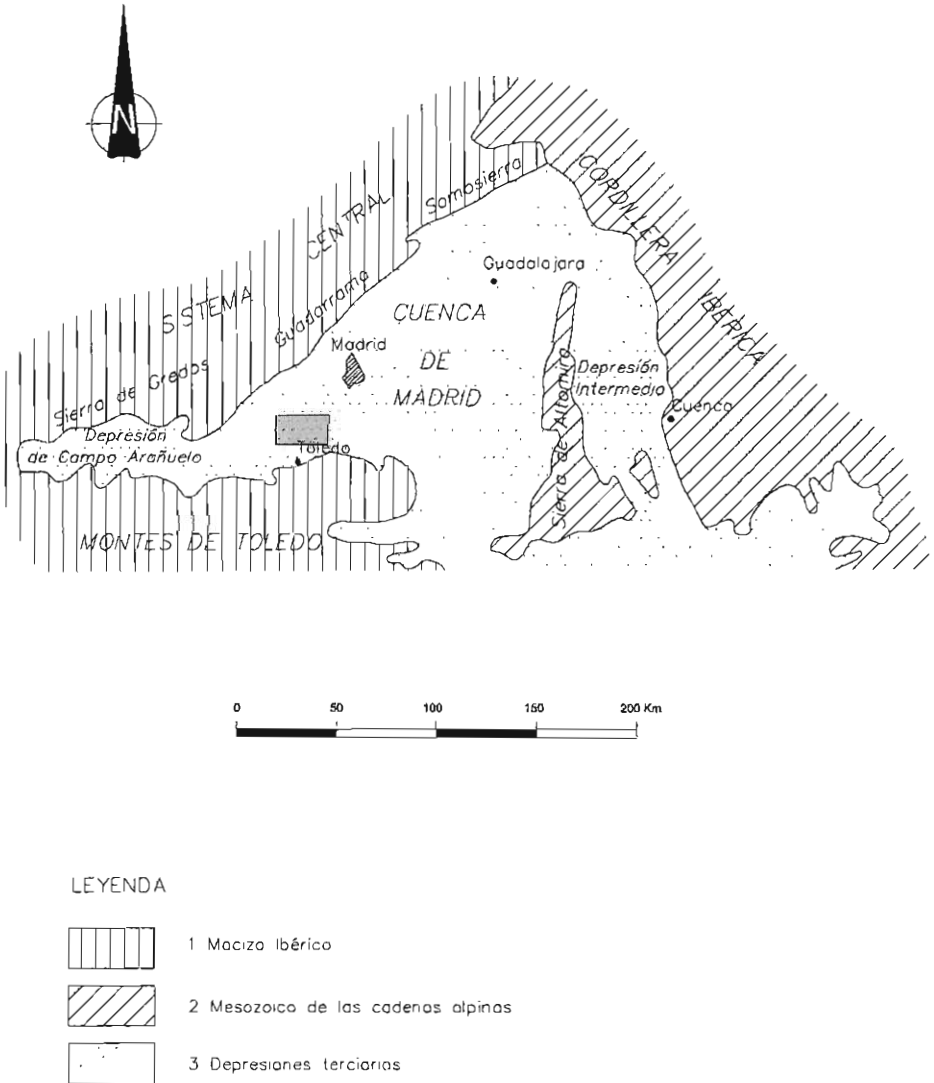 N
CORDILLERA
IBERICA
Somosierra
CENTRAL
SISTEMA
Guadarrama
Guadalajara
CUENCA
DE
MADRID
Madrid
Sierra de Gredos
Depresión
de Campo Arañuelo
Toledo
Sierra de Altomira
Depresión
Intermedia
Cuenca
MONTES DE TOLEDO
0 50 100 150 200 Km
LEYENDA
1 Macizo Ibérico
2 Mesozoico de las cadenas alpinas
3 Depresiones terciarias